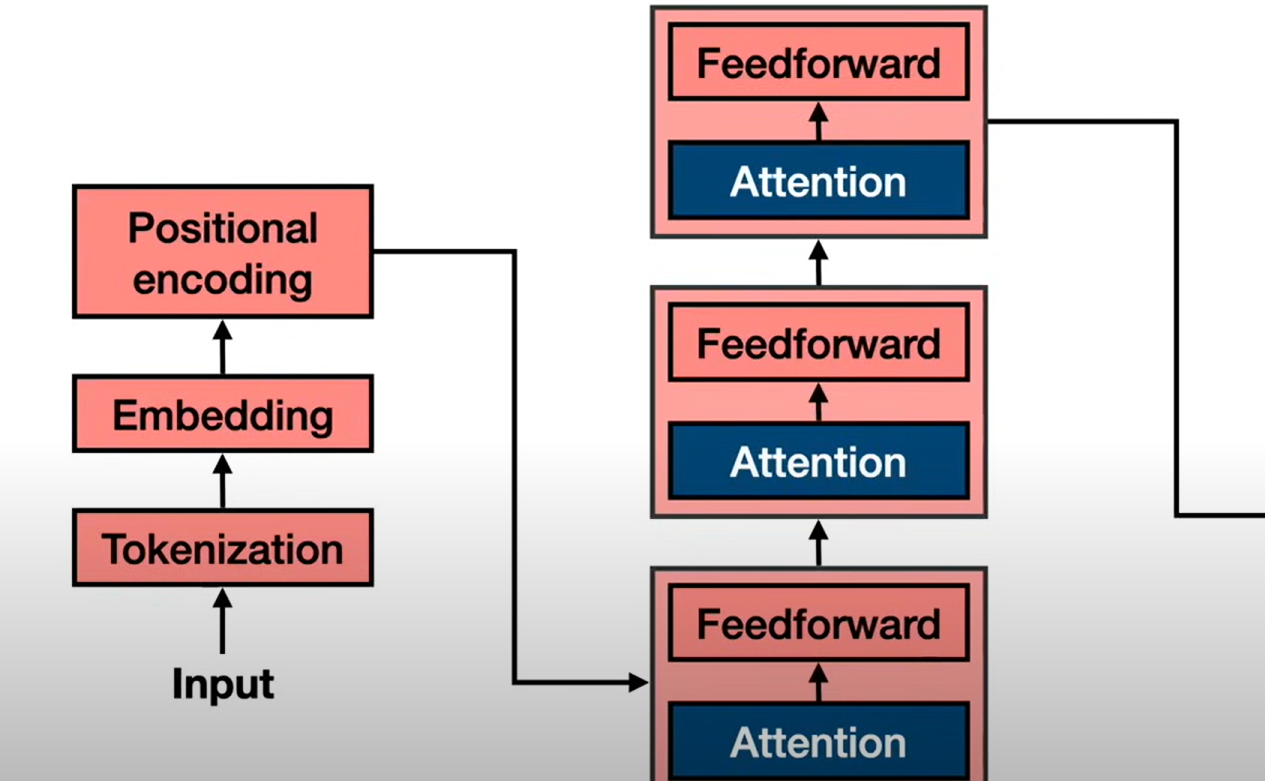 Positional
encoding
Embedding
Tokenization
Input
Feedforward
Attention
Feedforward
Attention
Feedforward
Attention